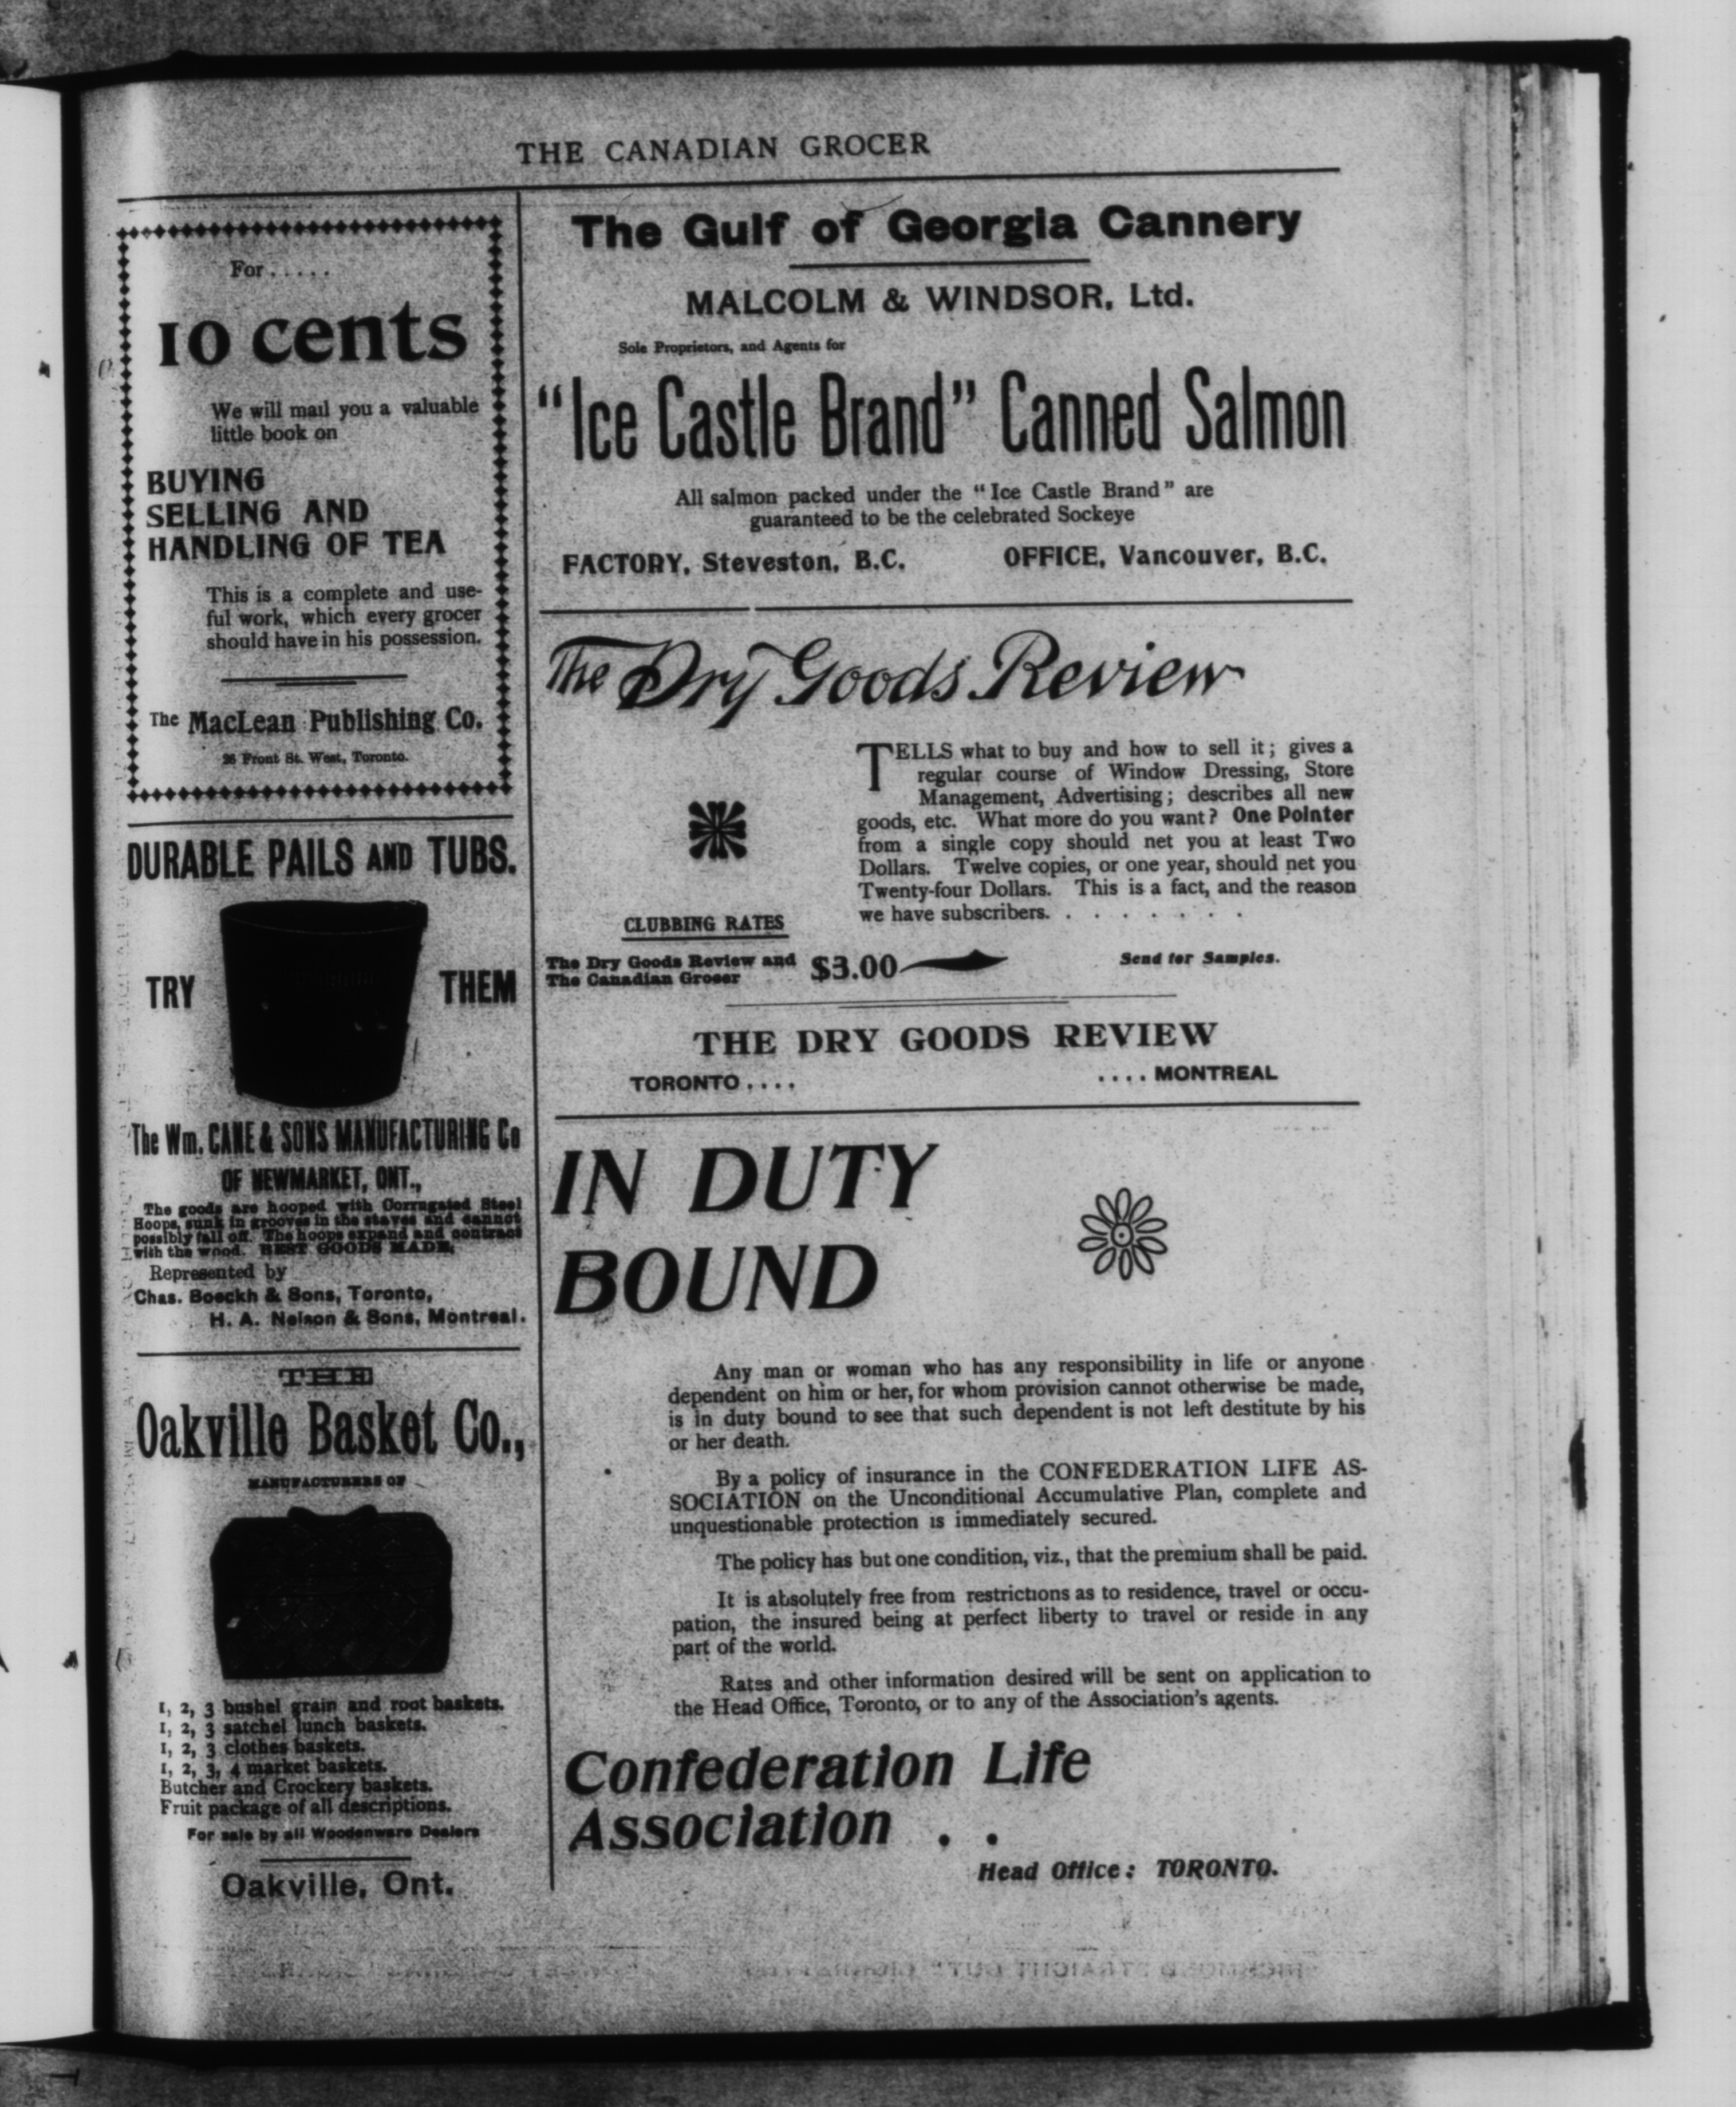 THE CANADIAN GROCER
For.....
10 cents
We will mail you a valuable
little book on
BUYING
SELLING AND
HANDLING OF TEA
This is a complete and use-
ful work, which every grocer
should have in his possession.
The MacLean Publishing Co.
26 Front St. West, Toronto.
DURABLE PAILS AND TUBS.
TRY THEM
The Wm. CANE & SONS MANUFACTURING Co
OF NEWMARKET, ONT.,
The goods are hooped with Corrugated Steel
Hoops, sunk in grooves in the staves and cannot
possibly fall off. The hoops expand and contract
with the wood. BEST GOODS MADE.
Represented by
Chas. Boeckh & Sons, Toronto,
H. A. Nelson & Sons, Montreal.
THE
Oakville Basket Co.,
MANUFACTURERS OF
1, 2, 3 bushel grain and root baskets.
1, 2, 3 satchel lunch baskets.
1, 2, 3 clothes baskets.
1, 2, 3, 4 market baskets.
Butcher and Crockery baskets.
Fruit package of all descriptions.
For sale by all Woodenware Dealers
Oakville, Ont.
The Gulf of Georgia Cannery
MALCOLM & WINDSOR, Ltd.
Sole Proprietors, and Agents for
"Ice Castle Brand" Canned Salmon
All salmon packed under the "Ice Castle Brand" are
guaranteed to be the celebrated Sockeye
FACTORY, Steveston, B.C. OFFICE, Vancouver, B.C.
The Dry Goods Review
TELLS what to buy and how to sell it; gives a
regular course of Window Dressing, Store
Management, Advertising; describes all new
goods, etc. What more do you want? One Pointer
from a single copy should net you at least Two
Dollars. Twelve copies, or one year, should net you
Twenty-four Dollars. This is a fact, and the reason
we have subscribers. . . . . . . .
CLUBBING RATES
The Dry Goods Review and
The Canadian Grocer $3.00
Send for Samples.
THE DRY GOODS REVIEW
TORONTO.... ....MONTREAL
IN DUTY
BOUND
Any man or woman who has any responsibility in life or anyone
dependent on him or her, for whom provision cannot otherwise be made,
is in duty bound to see that such dependent is not left destitute by his
or her death.
By a policy of insurance in the CONFEDERATION LIFE AS-
SOCIATION on the Unconditional Accumulative Plan, complete and
unquestionable protection is immediately secured.
The policy has but one condition, viz., that the premium shall be paid.
It is absolutely free from restrictions as to residence, travel or occu-
pation, the insured being at perfect liberty to travel or reside in any
part of the world.
Rates and other information desired will be sent on application to
the Head Office, Toronto, or to any of the Association's agents.
Confederation Life
Association . .
Head Office: TORONTO.